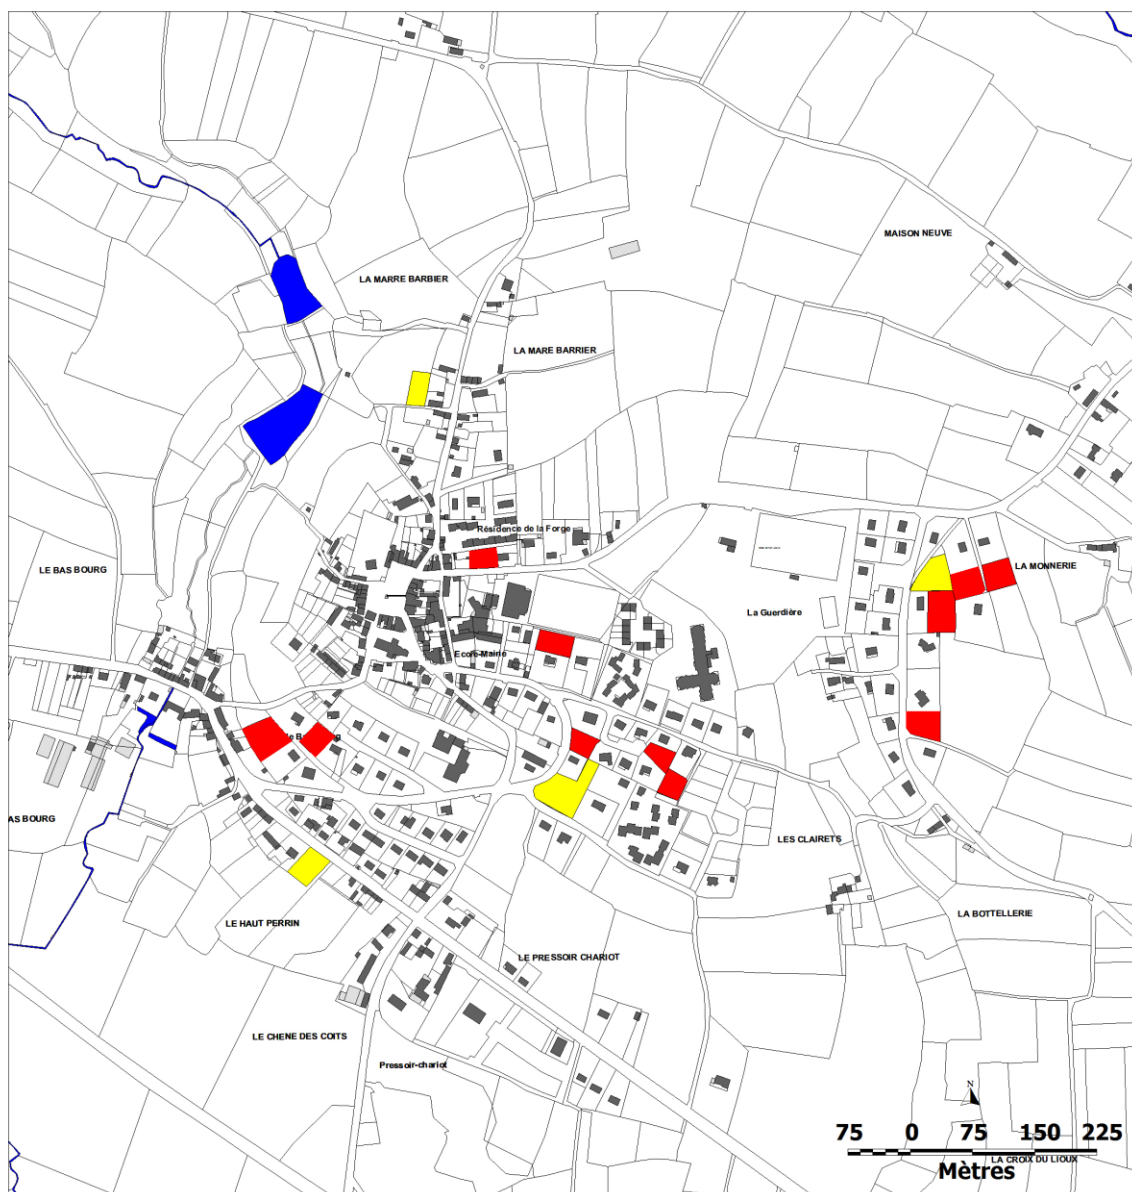 MAISON NEUVE
LA MARRE BARBIER
LA MARE BARRIER
Résidence de la Forge
LA MONNERIE
LE BAS BOURG
La Guerdière
Ecole-Mairie
AS BOURG
LES CLAIRETS
LA BOTTELLERIE
LE HAUT PERRIN
LE PRESSOIR CHARIOT
LE CHENE DES COITS
Pressoir-chariot
N
75 0 75 150 225
LA CROIX DU LIOUX
Mètres